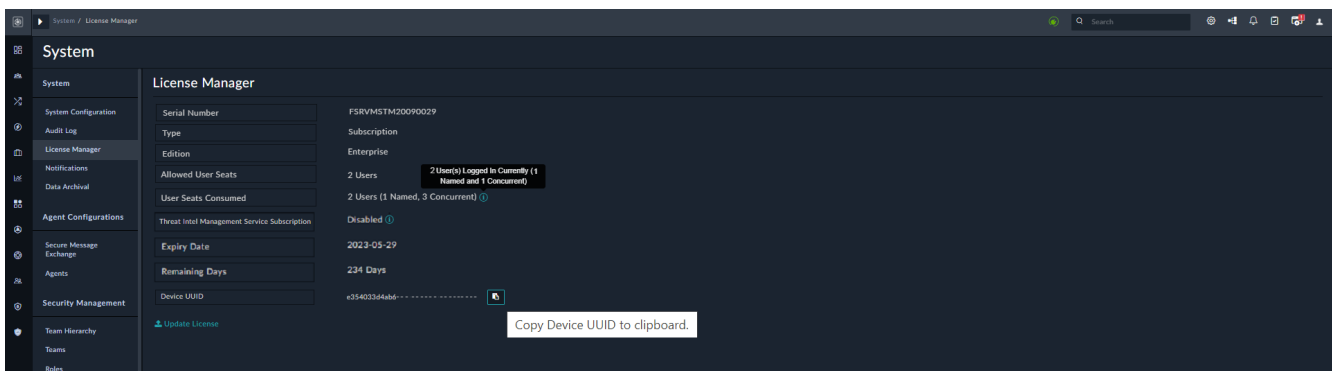 System / License Manager
Search
System
System
System Configuration
Audit Log
License Manager
Notifications
Data Archival
Agent Configurations
Secure Message
Exchange
Agents
Security Management
Team Hierarchy
Teams
Roles
License Manager
Serial Number FSRVMSTM20090029
Type Subscription
Edition Enterprise
2 User(s) Logged In Currently (1
Named and 1 Concurrent)
Allowed User Seats 2 Users
User Seats Consumed 2 Users (1 Named, 3 Concurrent)
Threat Intel Management Service Subscription Disabled
Expiry Date 2023-05-29
Remaining Days 234 Days
Device UUID e354033d4ab6-------------------
Update License
Copy Device UUID to clipboard.